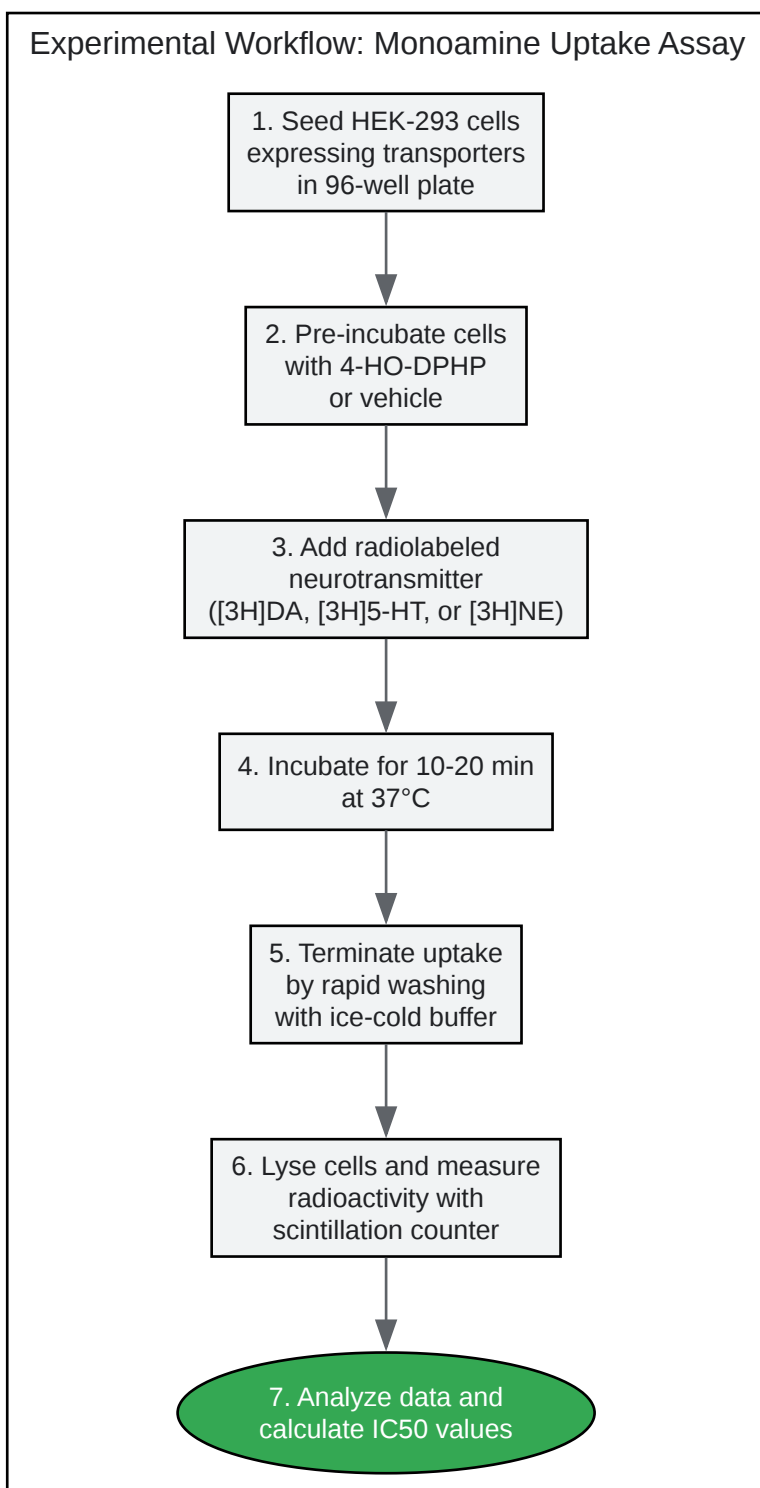 Experimental Workflow: Monoamine Uptake Assay
1. Seed HEK-293 cells
expressing transporters
in 96-well plate
2. Pre-incubate cells
with 4-HO-DPHP
or vehicle
3. Add radiolabeled
neurotransmitter
([3H]DA, [3H]5-HT, or [3H]NE)
4. Incubate for 10-20 min
at 37°C
5. Terminate uptake
by rapid washing
with ice-cold buffer
6. Lyse cells and measure
radioactivity with
scintillation counter
7. Analyze data and
calculate IC50 values